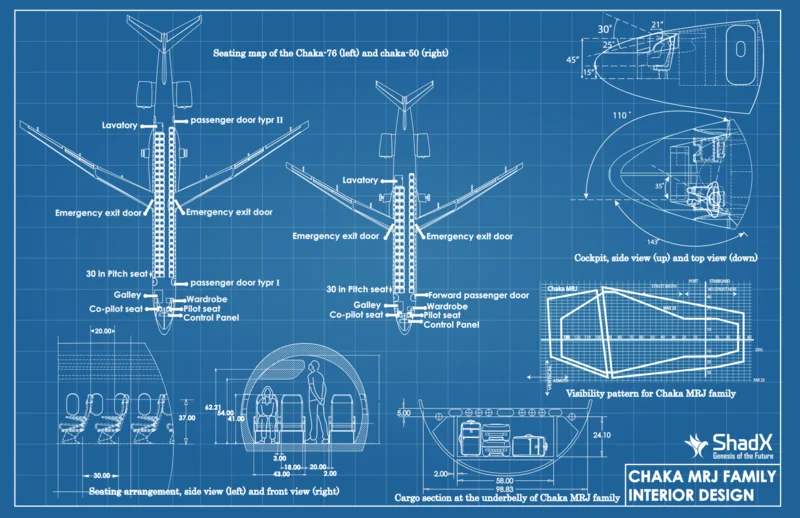 Seating map of the Chaka-76 (left) and chaka-50 (right)
Lavatory
passenger door typr II
Emergency exit door
Emergency exit door
30 in Pitch seat
passenger door typr I
Galley
Wardrobe
Co-pilot seat
Pilot seat
Control Panel
Lavatory
Emergency exit door
Emergency exit door
30 in Pitch seat
Forward passenger door
Galley
Wardrobe
Co-pilot seat
Pilot seat
Control Panel
30°
21°
25°
45°
15°
110°
35°
143°
Cockpit, side view (up) and top view (down)
Chaka MRJ
PORT
STARBOARD
Visibility pattern for Chaka MRJ family
20.00
37.00
30.00
62.21
54.00
41.00
3.00
18.00
20.00
43.00
2.00
Seating arrangement, side view (left) and front view (right)
5.00
24.10
2.00
58.00
98.83
Cargo section at the underbelly of Chaka MRJ family
ShadX
Genesis of the Future
CHAKA MRJ FAMILY
INTERIOR DESIGN